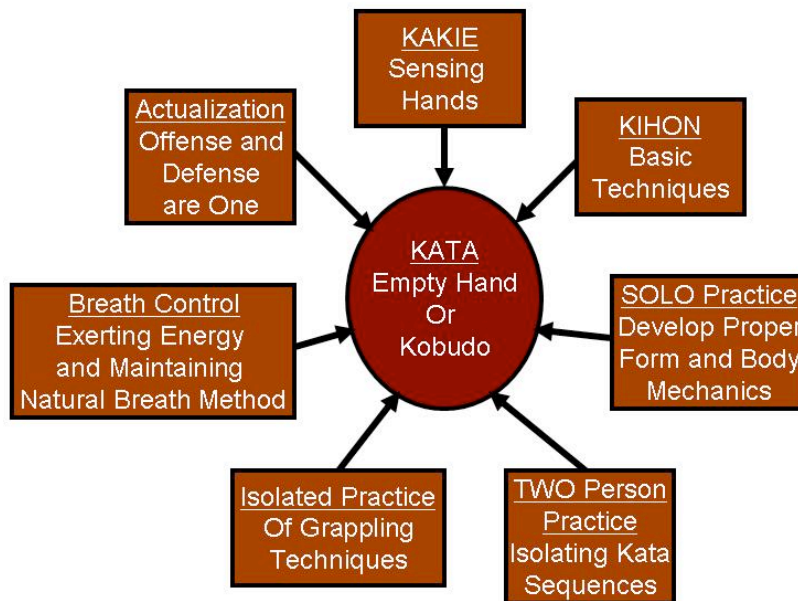 KAKIE
Sensing
Hands
KIHON
Basic
Techniques
SOLO Practice
Develop Proper
Form and Body
Mechanics
TWO Person
Practice
Isolating Kata
Sequences
Isolated Practice
Of Grappling
Techniques
Breath Control
Exerting Energy
and Maintaining
Natural Breath Method
Actualization
Offense and
Defense
are One
KATA
Empty Hand
Or
Kobudo